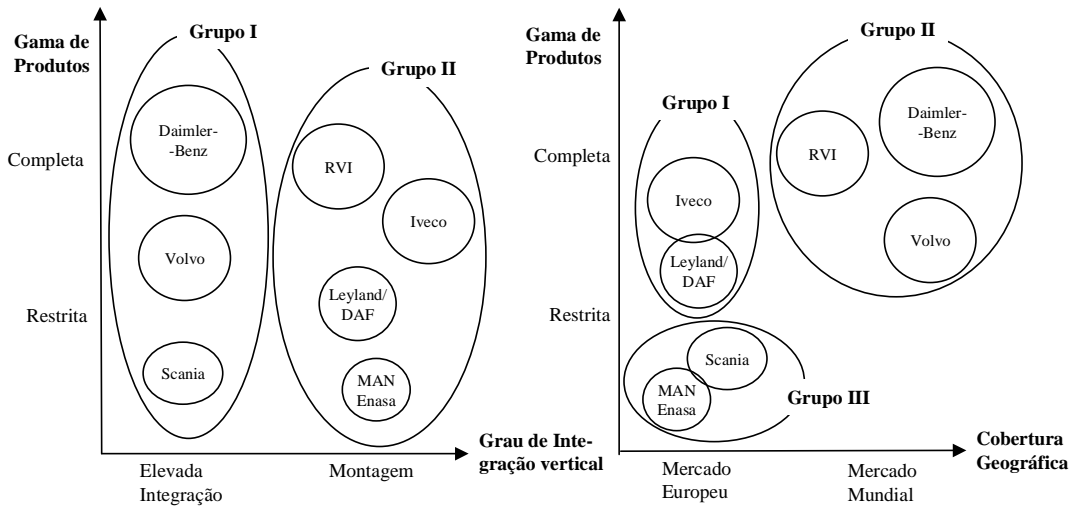 Gama de
Produtos
Grupo I
Grupo II
Daimler-
-Benz
Completa
RVI
Iveco
Volvo
Leyland/
DAF
Restrita
Scania
MAN
Enasa
Grau de Inte-
gração vertical
Elevada
Integração
Montagem
Gama de
Produtos
Grupo II
Grupo I
Daimler-
-Benz
Completa
RVI
Iveco
Volvo
Leyland/
DAF
Restrita
Scania
MAN
Enasa
Grupo III
Cobertura
Geográfica
Mercado
Europeu
Mercado
Mundial